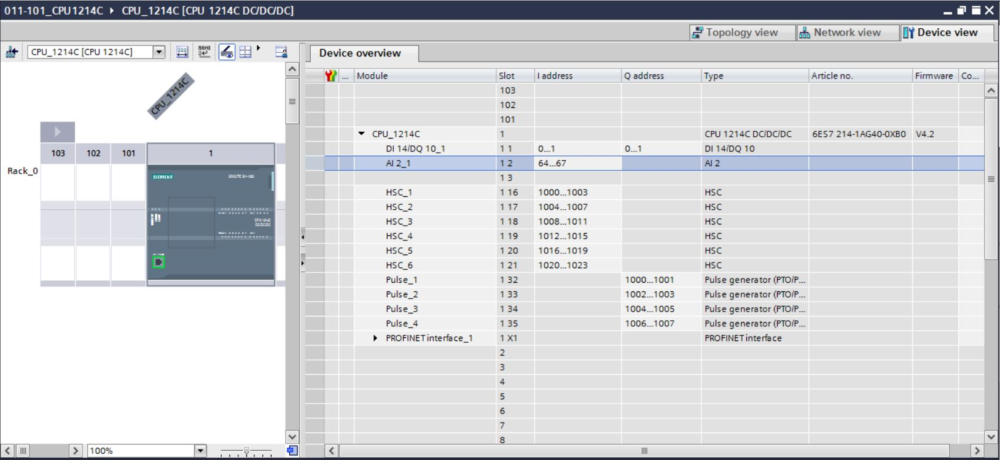 011-101_CPU1214C ▸ CPU_1214C [CPU 1214C DC/DC/DC]
Topology view
Network view
Device view
CPU_1214C [CPU 1214C]
Device overview
CPU_1214C
103 102 101 1
Rack_0
SIEMENS
CPU 1214C
DC/DC/DC
100%
... Module Slot I address Q address Type Article no. Firmware Co...
103
102
101
CPU_1214C 1 CPU 1214C DC/DC/DC 6ES7 214-1AG40-0XB0 V4.2
DI 14/DQ 10_1 1 1 0...1 0...1 DI 14/DQ 10
AI 2_1 1 2 64...67 AI 2
1 3
HSC_1 1 16 1000...1003 HSC
HSC_2 1 17 1004...1007 HSC
HSC_3 1 18 1008...1011 HSC
HSC_4 1 19 1012...1015 HSC
HSC_5 1 20 1016...1019 HSC
HSC_6 1 21 1020...1023 HSC
Pulse_1 1 32 1000...1001 Pulse generator (PTO/P...
Pulse_2 1 33 1002...1003 Pulse generator (PTO/P...
Pulse_3 1 34 1004...1005 Pulse generator (PTO/P...
Pulse_4 1 35 1006...1007 Pulse generator (PTO/P...
PROFINET interface_1 1 X1 PROFINET interface
2
3
4
5
6
7
8